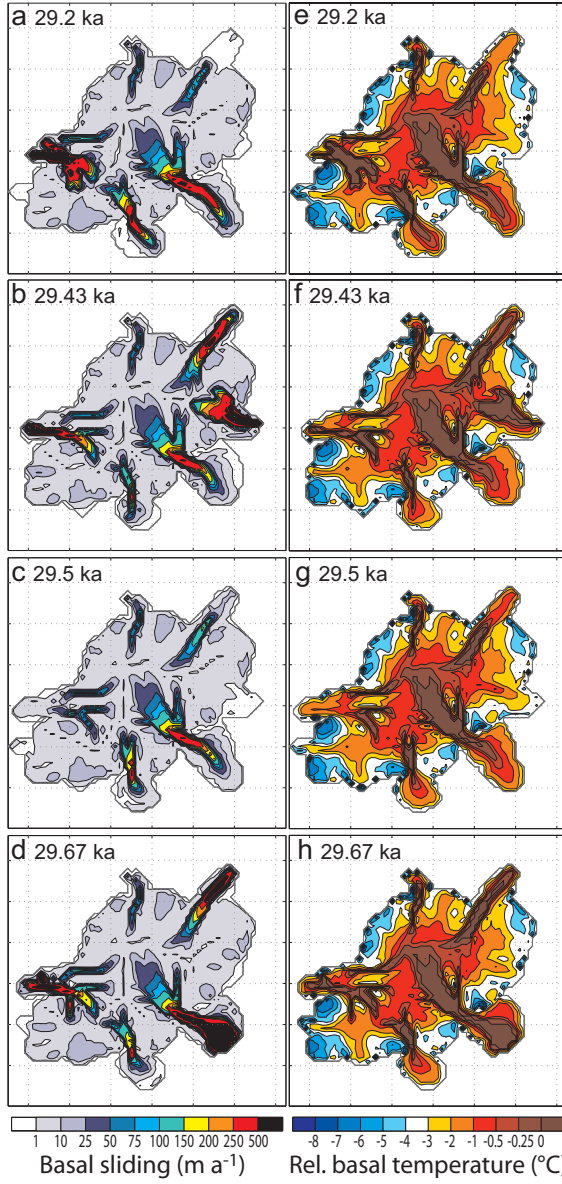 a 29.2 ka
e 29.2 ka
b 29.43 ka
f 29.43 ka
c 29.5 ka
g 29.5 ka
d 29.67 ka
h 29.67 ka
1 10 25 50 75 100 150 200 250 500
-8 -7 -6 -5 -4 -3 -2 -1 -0.5 -0.25 0
Basal sliding (m a⁻¹)
Rel. basal temperature (°C)